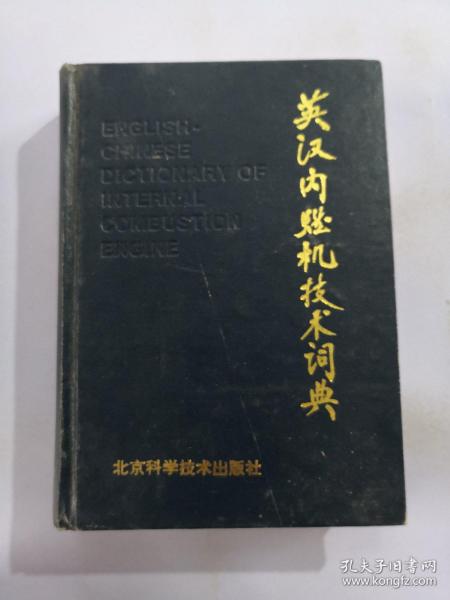 ENGLISH-
CHINESE
DICTIONARY OF
INTERNAL
COMBUSTION
ENGINE
英汉内燃机技术词典
北京科学技术出版社
孔夫子旧书网
www.kongfz.com